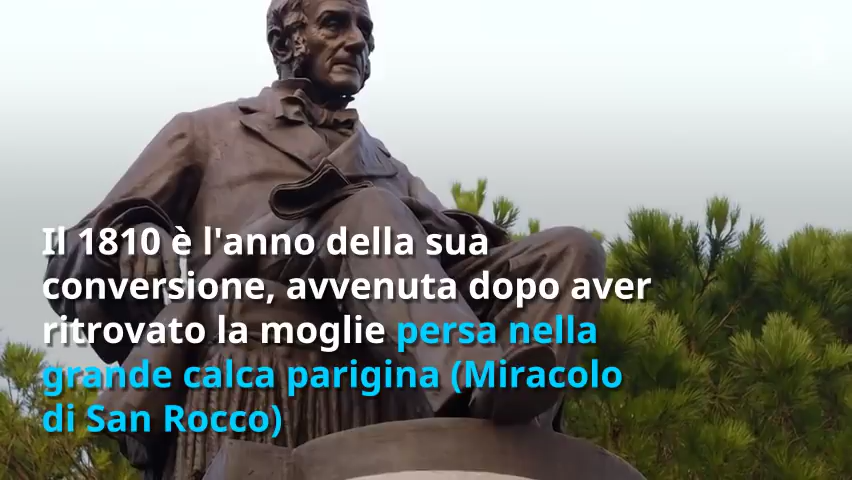 Il 1810 è l'anno della sua
conversione, avvenuta dopo aver
ritrovato la moglie persa nella
grande calca parigina (Miracolo
di San Rocco)